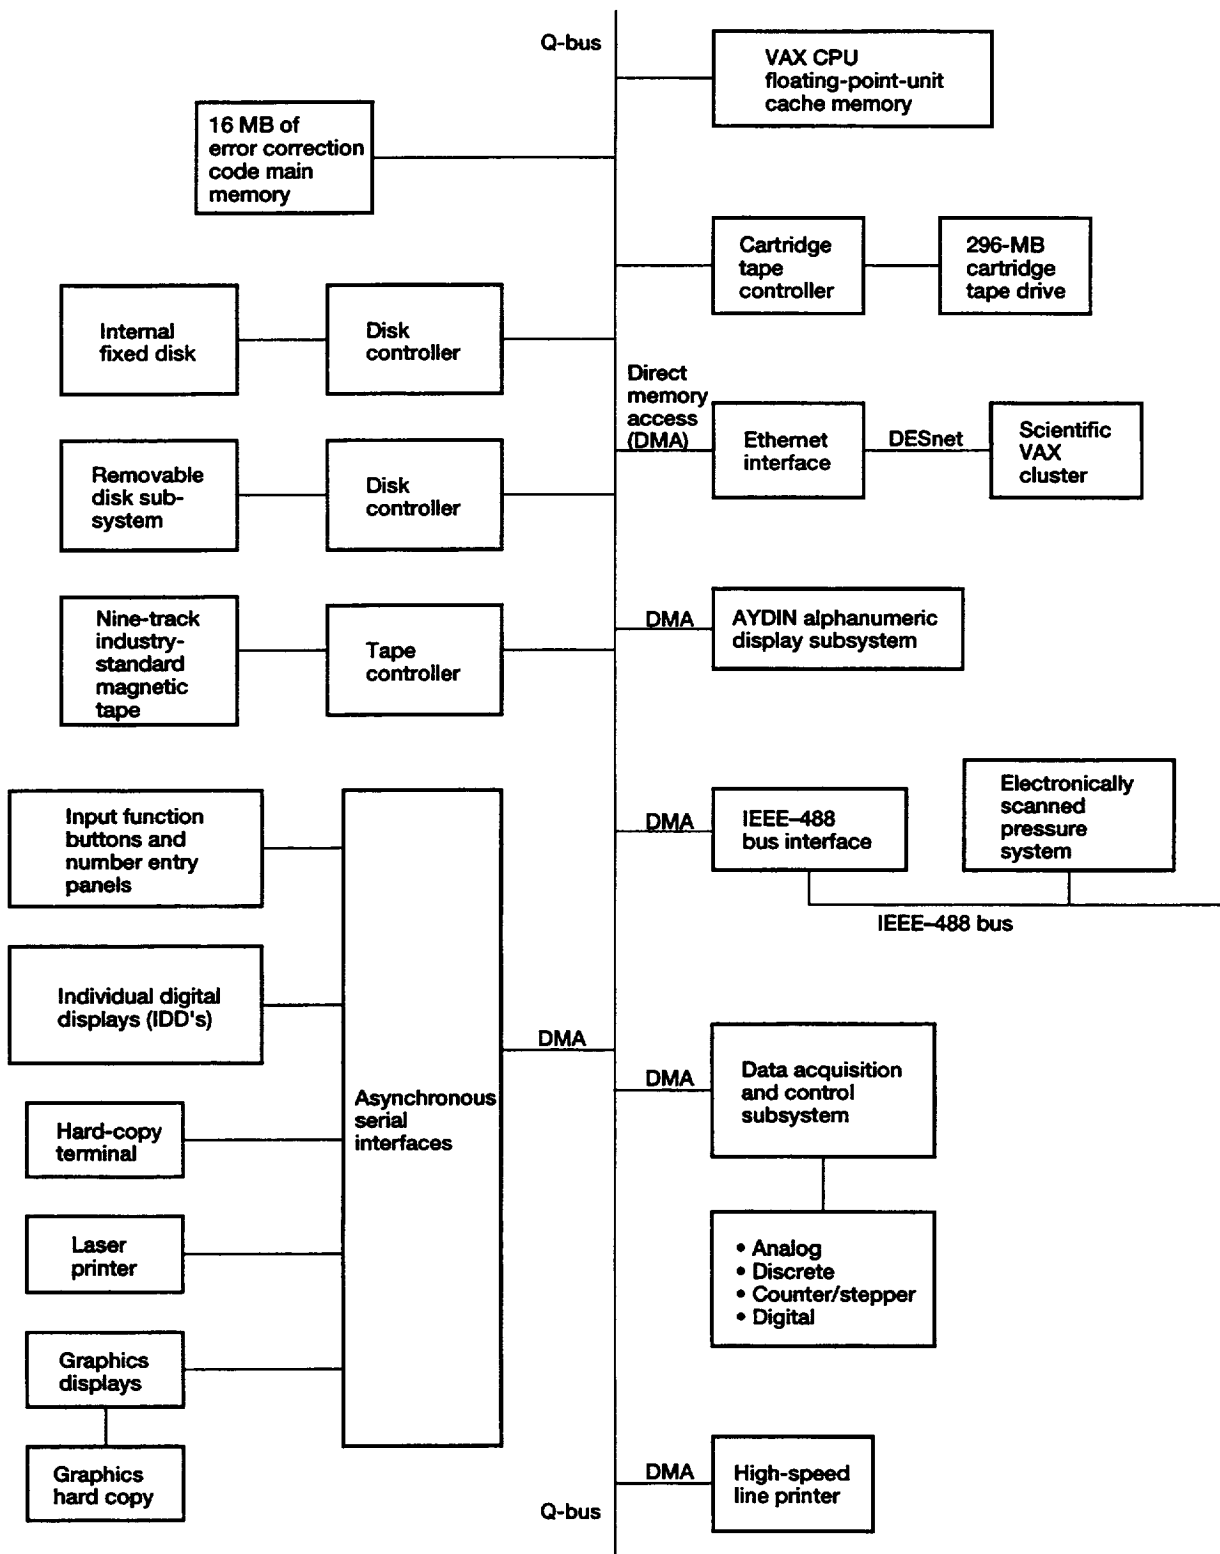 Q-bus
VAX CPU
floating-point-unit
cache memory
16 MB of
error correction
code main
memory
Cartridge
tape
controller
296-MB
cartridge
tape drive
Internal
fixed disk
Disk
controller
Direct
memory
access
(DMA)
Ethernet
interface
DESnet
Scientific
VAX
cluster
Removable
disk sub-
system
Disk
controller
Nine-track
industry-
standard
magnetic
tape
Tape
controller
DMA
AYDIN alphanumeric
display subsystem
Input function
buttons and
number entry
panels
DMA
IEEE–488
bus interface
Electronically
scanned
pressure
system
IEEE–488 bus
Individual digital
displays (IDD's)
Asynchronous
serial
interfaces
DMA
DMA
Data acquisition
and control
subsystem
Hard-copy
terminal
Laser
printer
• Analog
• Discrete
• Counter/stepper
• Digital
Graphics
displays
Graphics
hard copy
DMA
High-speed
line printer
Q-bus